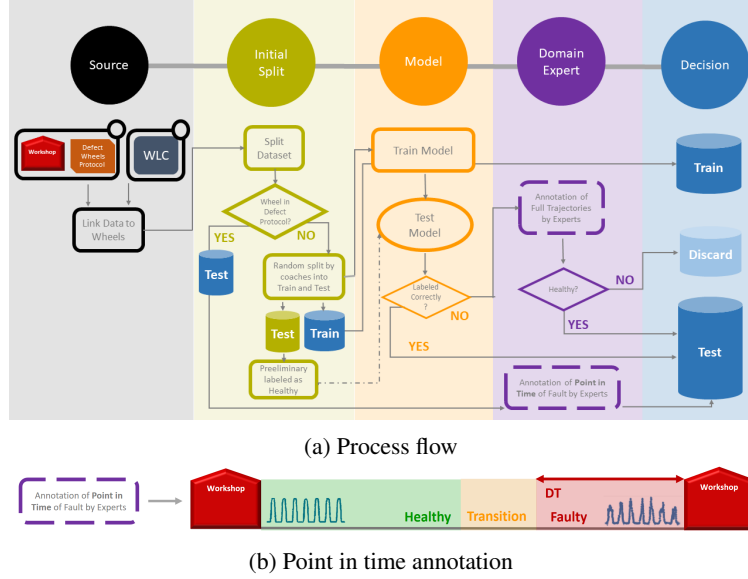 Source
Initial
Split
Model
Domain
Expert
Decision
Workshop
Defect
Wheels
Protocol
WLC
Link Data to
Wheels
Split
Dataset
Wheel in
Defect
Protocol?
YES
NO
Test
Random split by
coaches into
Train and Test
Test
Train
Preeliminary
labeled as
Healthy
Train Model
Test
Model
Labeled
Correctly
?
NO
YES
Annotation of
Full Trajectories
by Experts
Healthy?
NO
YES
Annotation of Point in
Time of Fault by Experts
Train
Discard
Test
(a) Process flow
Annotation of Point in
Time of Fault by Experts
Workshop
Healthy
Transition
DT
Faulty
Workshop
(b) Point in time annotation